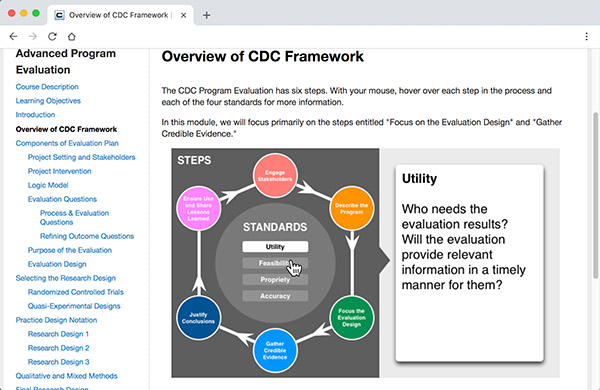 Overview of CDC Framework |
Advanced Program
Evaluation
Course Description
Learning Objectives
Introduction
Overview of CDC Framework
Components of Evaluation Plan
Project Setting and Stakeholders
Project Intervention
Logic Model
Evaluation Questions
Process & Evaluation
Questions
Refining Outcome Questions
Purpose of the Evaluation
Evaluation Design
Selecting the Research Design
Randomized Controlled Trials
Quasi-Experimental Designs
Practice Design Notation
Research Design 1
Research Design 2
Research Design 3
Qualitative and Mixed Methods
Final Research Design
Overview of CDC Framework
The CDC Program Evaluation has six steps. With your mouse, hover over each step in the process and
each of the four standards for more information.
In this module, we will focus primarily on the steps entitled "Focus on the Evaluation Design" and "Gather
Credible Evidence."
STEPS
Engage
Stakeholders
Describe the
Program
Focus the
Evaluation
Design
Gather
Credible
Evidence
Justify
Conclusions
Ensure Use
and Share
Lessons
Learned
STANDARDS
Utility
Feasibility
Propriety
Accuracy
Utility
Who needs the
evaluation results?
Will the evaluation
provide relevant
information in a timely
manner for them?